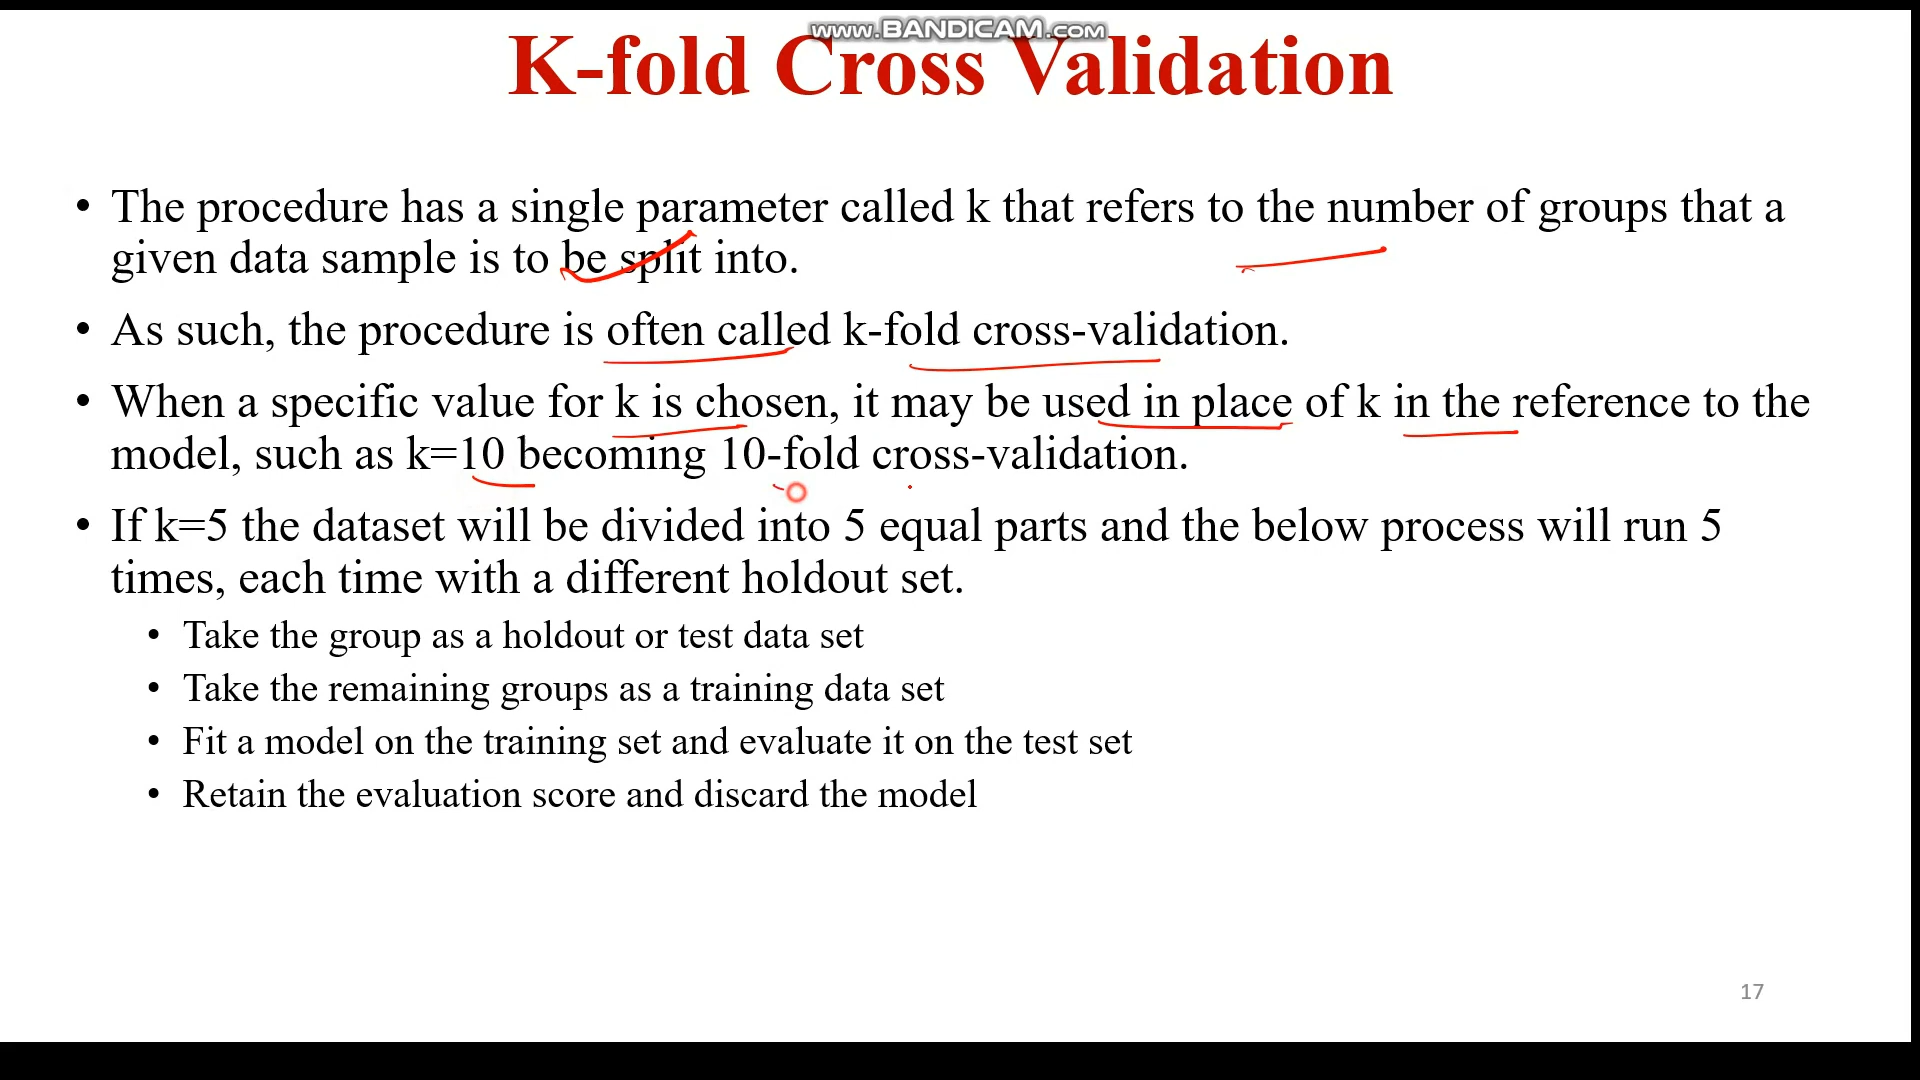 www.BANDICAM.com
K-fold Cross Validation
• The procedure has a single parameter called k that refers to the number of groups that a
given data sample is to be split into.
• As such, the procedure is often called k-fold cross-validation.
• When a specific value for k is chosen, it may be used in place of k in the reference to the
model, such as k=10 becoming 10-fold cross-validation.
• If k=5 the dataset will be divided into 5 equal parts and the below process will run 5
times, each time with a different holdout set.
• Take the group as a holdout or test data set
• Take the remaining groups as a training data set
• Fit a model on the training set and evaluate it on the test set
• Retain the evaluation score and discard the model
17